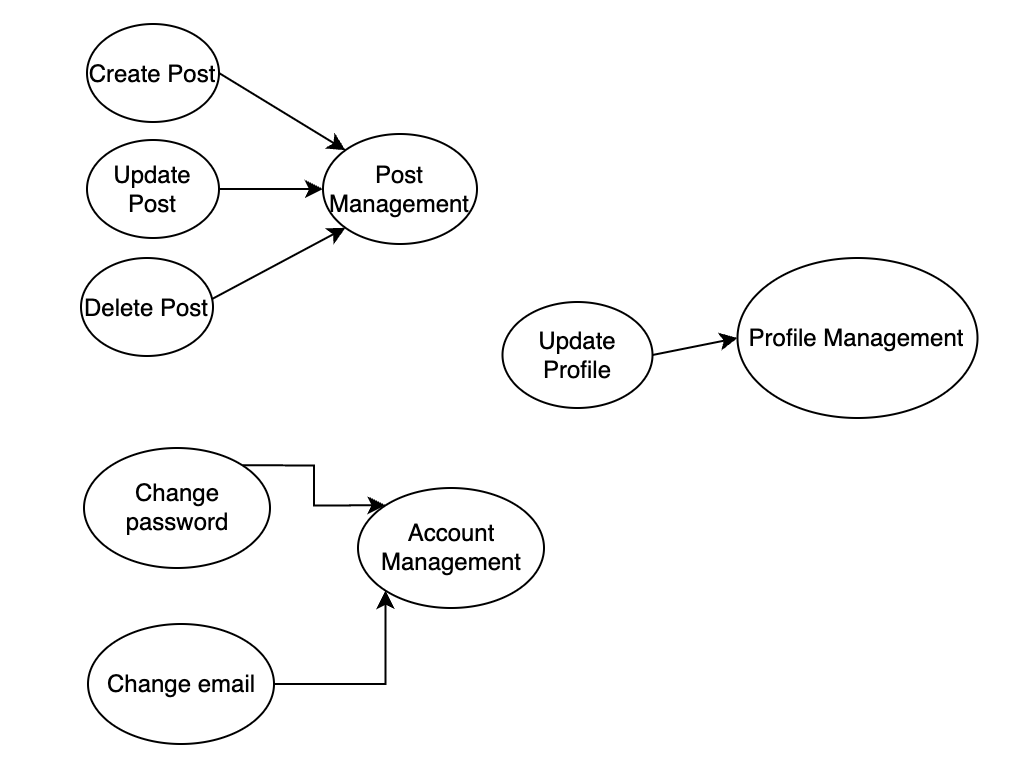 Create Post
Update
Post
Post
Management
Delete Post
Update
Profile
Profile Management
Change
password
Account
Management
Change email